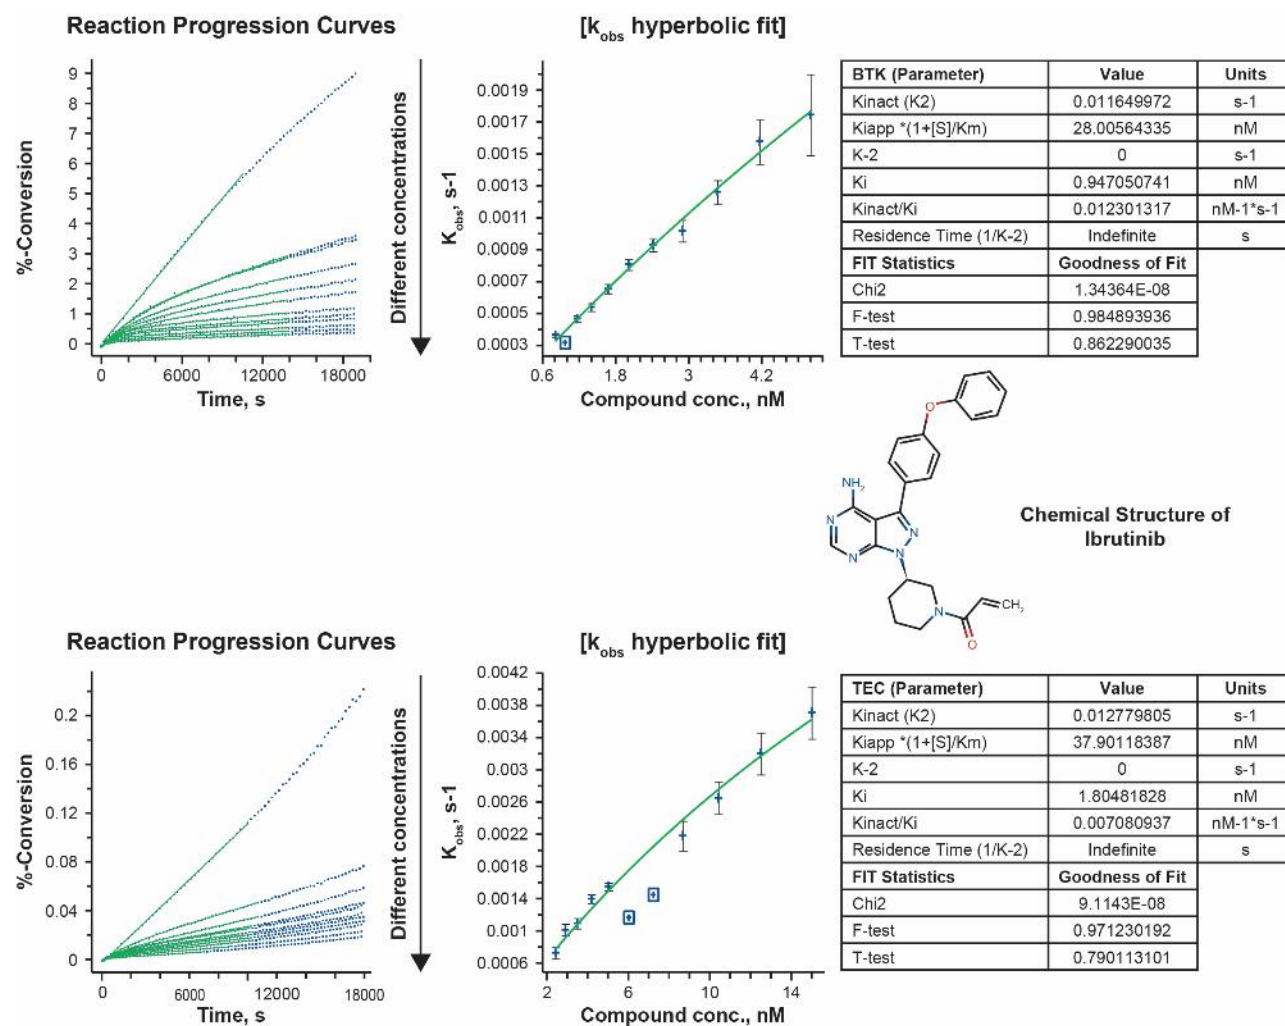 Reaction Progression Curves
[kobs hyperbolic fit]
%-Conversion
9
8
7
6
5
4
3
2
1
0
0 6000 12000 18000
Time, s
Different concentrations
Kobs, s-1
0.0019
0.0017
0.0015
0.0013
0.0011
0.0009
0.0007
0.0005
0.0003
0.6 1.8 3 4.2
Compound conc., nM
BTK (Parameter) Value Units
Kinact (K2) 0.011649972 s-1
Kiapp *(1+[S]/Km) 28.00564335 nM
K-2 0 s-1
Ki 0.947050741 nM
Kinact/Ki 0.012301317 nM-1*s-1
Residence Time (1/K-2) Indefinite s
FIT Statistics Goodness of Fit
Chi2 1.34364E-08
F-test 0.984893936
T-test 0.862290035
O
NH2
N
N
N
N
N
CH2
O
Chemical Structure of
Ibrutinib
Reaction Progression Curves
[kobs hyperbolic fit]
%-Conversion
0.2
0.16
0.12
0.08
0.04
0
0 6000 12000 18000
Time, s
Different concentrations
Kobs, s-1
0.0042
0.0038
0.0034
0.003
0.0026
0.0022
0.0018
0.0014
0.001
0.0006
2 6 10 14
Compound conc., nM
TEC (Parameter) Value Units
Kinact (K2) 0.012779805 s-1
Kiapp *(1+[S]/Km) 37.90118387 nM
K-2 0 s-1
Ki 1.80481828 nM
Kinact/Ki 0.007080937 nM-1*s-1
Residence Time (1/K-2) Indefinite s
FIT Statistics Goodness of Fit
Chi2 9.1143E-08
F-test 0.971230192
T-test 0.790113101